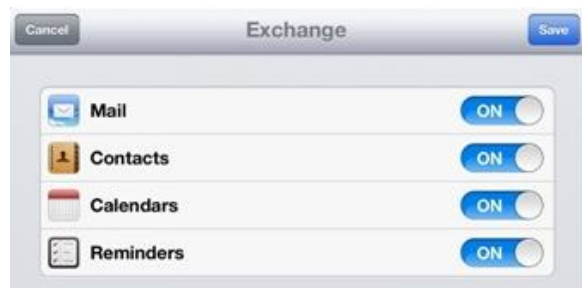 Cancel Exchange Save
Mail ON
Contacts ON
Calendars ON
Reminders ON